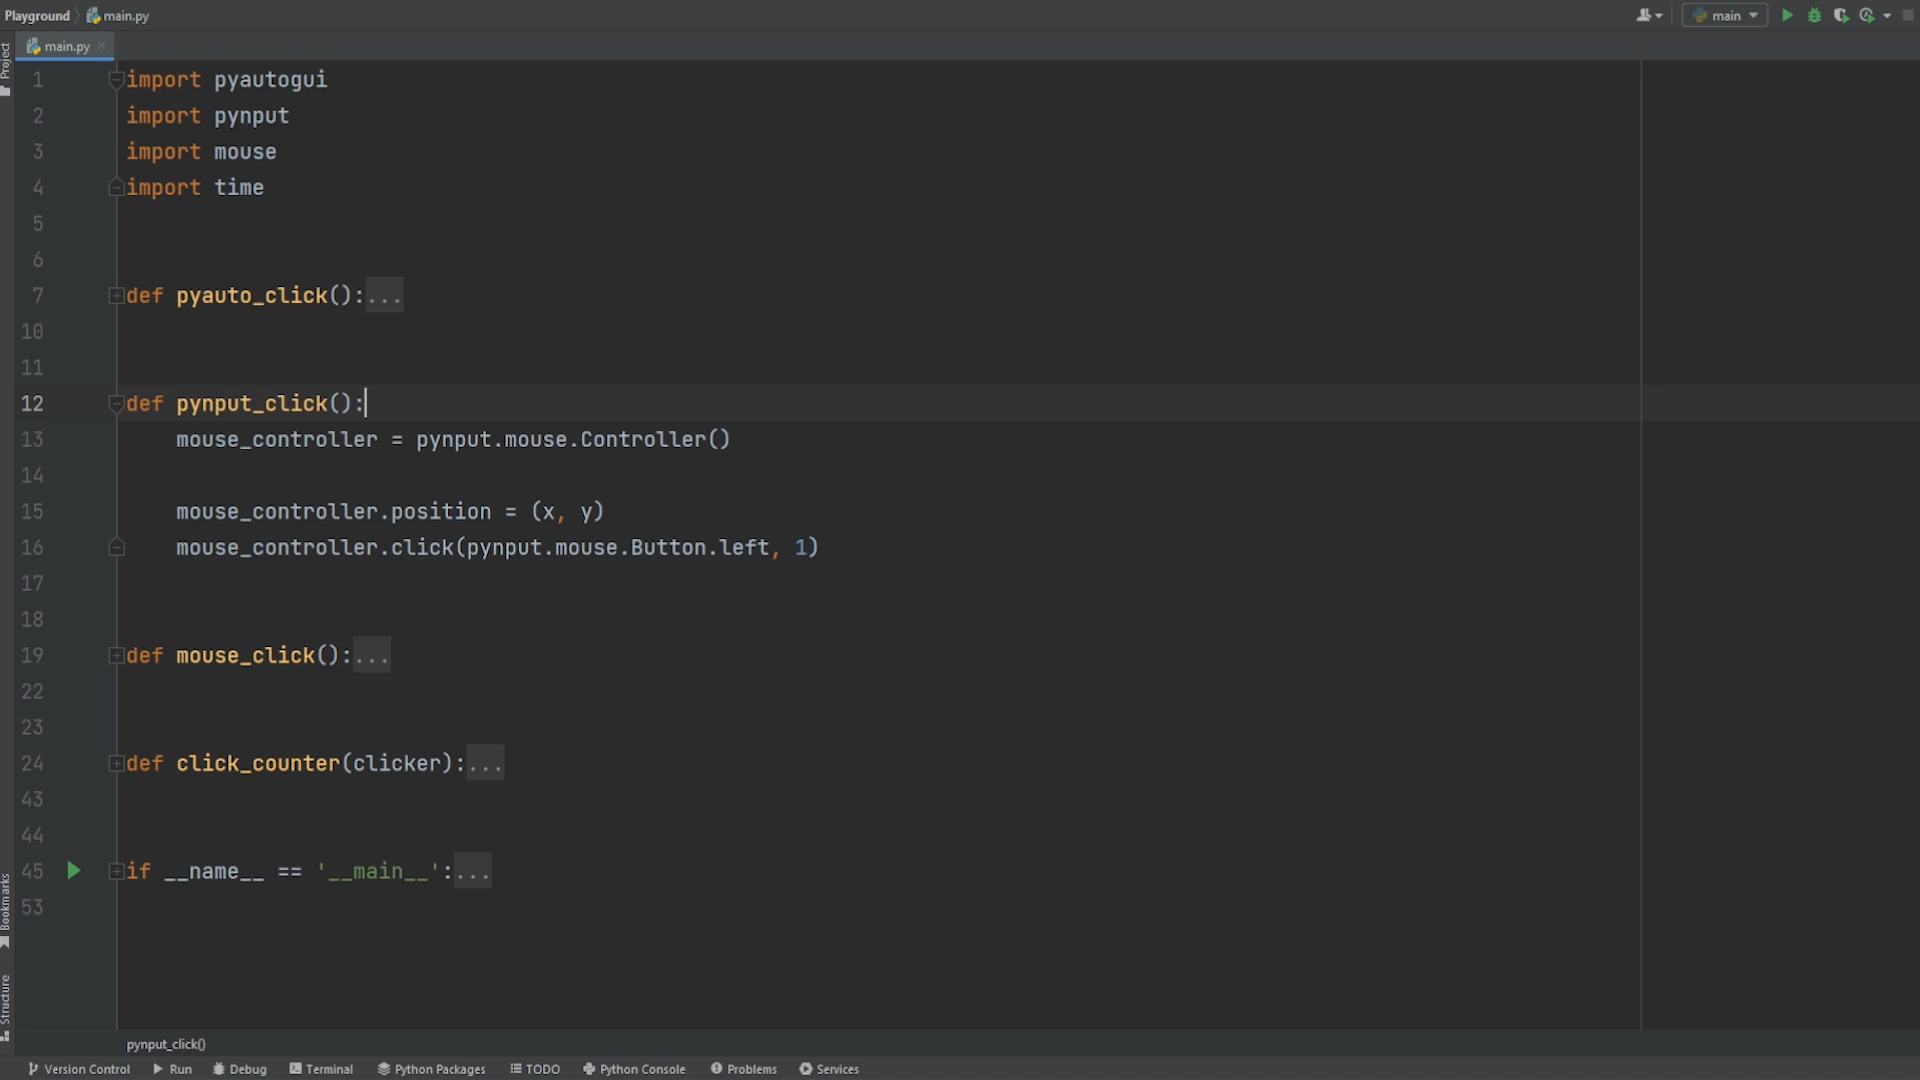 Playground main.py main
main.py ×
Project
1 import pyautogui
2 import pynput
3 import mouse
4 import time
5
6
7 def pyauto_click():...
10
11
12 def pynput_click():
13 mouse_controller = pynput.mouse.Controller()
14
15 mouse_controller.position = (x, y)
16 mouse_controller.click(pynput.mouse.Button.left, 1)
17
18
19 def mouse_click():...
22
23
24 def click_counter(clicker):...
43
44
45 if __name__ == '__main__':...
53
Bookmarks
Structure
pynput_click()
Version Control Run Debug Terminal Python Packages TODO Python Console Problems Services